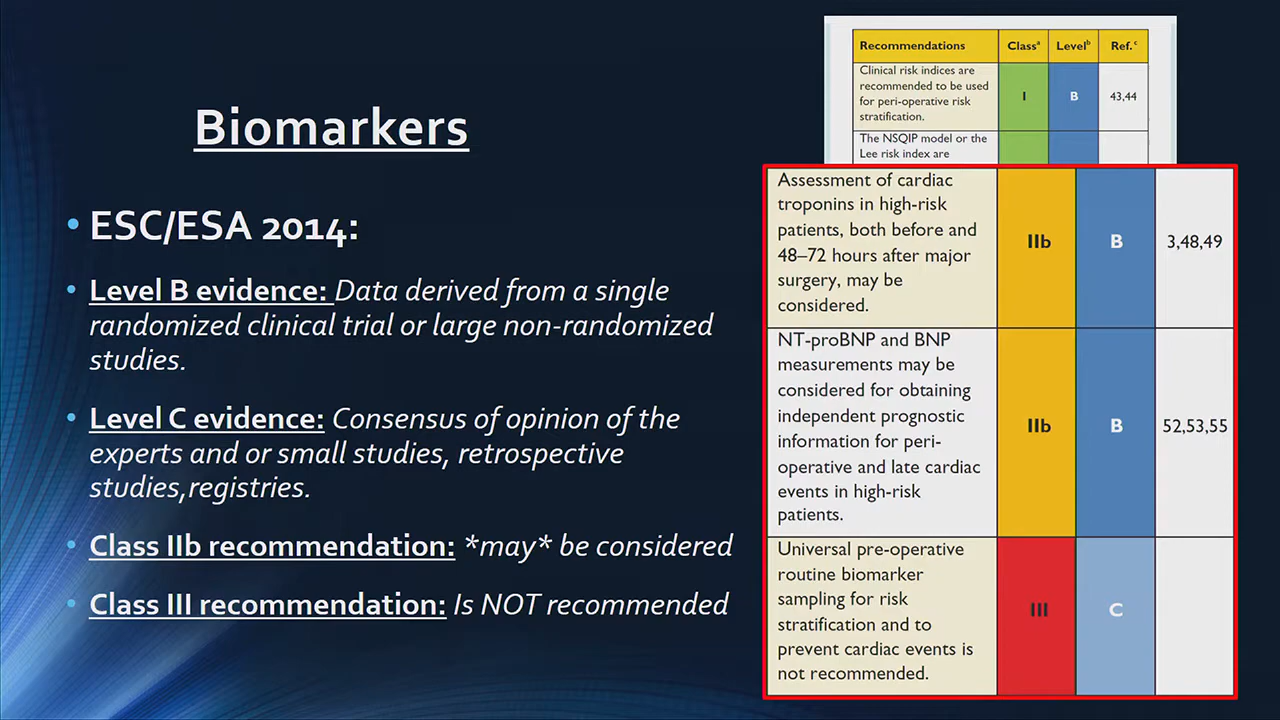 Biomarkers
• ESC/ESA 2014:
• Level B evidence: Data derived from a single
randomized clinical trial or large non-randomized
studies.
• Level C evidence: Consensus of opinion of the
experts and or small studies, retrospective
studies,registries.
• Class IIb recommendation: *may* be considered
• Class III recommendation: Is NOT recommended
Recommendations Classᵃ Levelᵇ Ref.ᶜ
Clinical risk indices are
recommended to be used
for peri-operative risk
stratification.
I B 43,44
The NSQIP model or the
Lee risk index are
Assessment of cardiac
troponins in high-risk
patients, both before and
48–72 hours after major
surgery, may be
considered.
IIb B 3,48,49
NT-proBNP and BNP
measurements may be
considered for obtaining
independent prognostic
information for peri-
operative and late cardiac
events in high-risk
patients.
IIb B 52,53,55
Universal pre-operative
routine biomarker
sampling for risk
stratification and to
prevent cardiac events is
not recommended.
III C